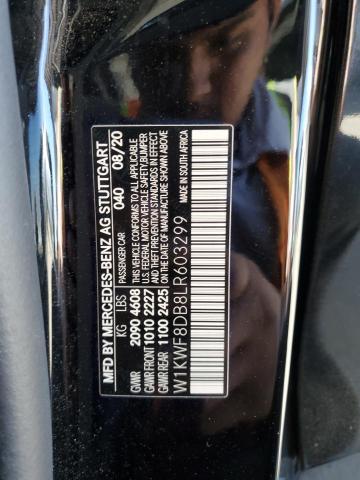 MFD BY MERCEDES-BENZ AG STUTTGART
PASSENGER CAR 040 08/20
KG LBS
GVWR 2090 4608
GAWR FRONT 1010 2227
GAWR REAR 1100 2425
THIS VEHICLE CONFORMS TO ALL APPLICABLE
U.S. FEDERAL MOTOR VEHICLE SAFETY, BUMPER
AND THEFT PREVENTION STANDARDS IN EFFECT
ON THE DATE OF MANUFACTURE SHOWN ABOVE.
MADE IN SOUTH AFRICA
W1KWF8DB8LR603299